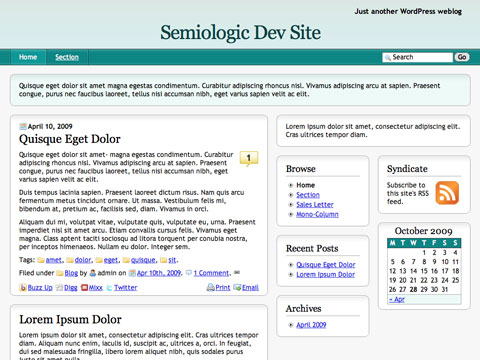 Just another WordPress weblog
Semiologic Dev Site
Home Section Search Go
Quisque eget dolor sit amet magna egestas condimentum. Curabitur adipiscing rhoncus nisl. Vivamus adipiscing arcu at sapien. Praesent
congue, purus nec faucibus laoreet, tellus nisi accumsan nibh, eget varius sapien velit ac elit.
April 10, 2009
Quisque Eget Dolor
Quisque eget dolor sit amet- magna egestas condimentum. Curabitur
adipiscing rhoncus nisl. Vivamus adipiscing arcu at sapien. Praesent
congue, purus nec faucibus laoreet, tellus nisi accumsan nibh, eget
varius sapien velit ac elit.
1
Duis tempus lacinia sapien. Praesent laoreet dictum risus. Nam quis arcu
fermentum metus tincidunt ornare. Ut massa. Vestibulum felis mi,
bibendum at, pretium ac, facilisis sed, diam. Vivamus in orci.
Aliquam dui mi, volutpat vitae, vulputate quis, vulputate eu, urna. Praesent
imperdiet nisi sit amet arcu. Etiam convallis cursus felis. Vivamus eget
magna. Class aptent taciti sociosqu ad litora torquent per conubia nostra,
per inceptos himenaeos. Nullam eu dolor. Integer sem.
Tags: amet, dolor, eget, quisque, sit.
Filed under Blog by admin on Apr 10th, 2009. 1 Comment.
Buzz Up Digg Mixx Twitter Print Email
Lorem Ipsum Dolor
Lorem ipsum dolor sit amet, consectetur adipiscing elit. Cras ultrices
tempor diam. Aliquam iaculis, odio ut suscipit ac, ultrices a, orci. In feugiat, dui
sed malesuada fringilla, libero lorem aliquet nibh, quis sodales purus
justo sit amet massa.
Lorem ipsum dolor sit amet, consectetur adipiscing elit.
Cras ultrices tempor diam.
Browse
Home
Section
Sales Letter
Mono-Column
Recent Posts
Quisque Eget Dolor
Lorem Ipsum Dolor
Archives
April 2009
Syndicate
Subscribe to
this site's RSS
feed.
October 2009
M T W T F S S
1 2 3 4
5 6 7 8 9 10 11
12 13 14 15 16 17 18
19 20 21 22 23 24 25
26 27 28 29 30 31
« Apr